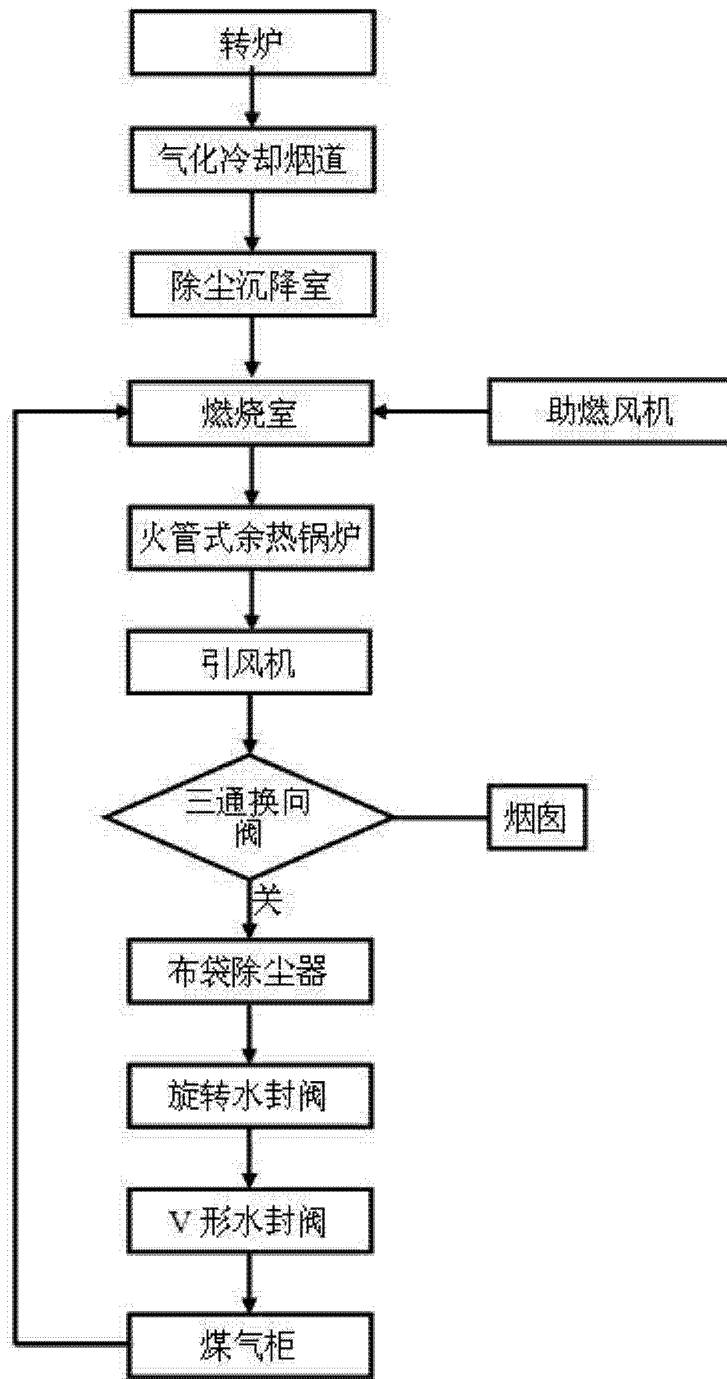 转炉
气化冷却烟道
除尘沉降室
燃烧室
助燃风机
火管式余热锅炉
引风机
三通换向
阀
烟囱
关
布袋除尘器
旋转水封阀
V 形水封阀
煤气柜